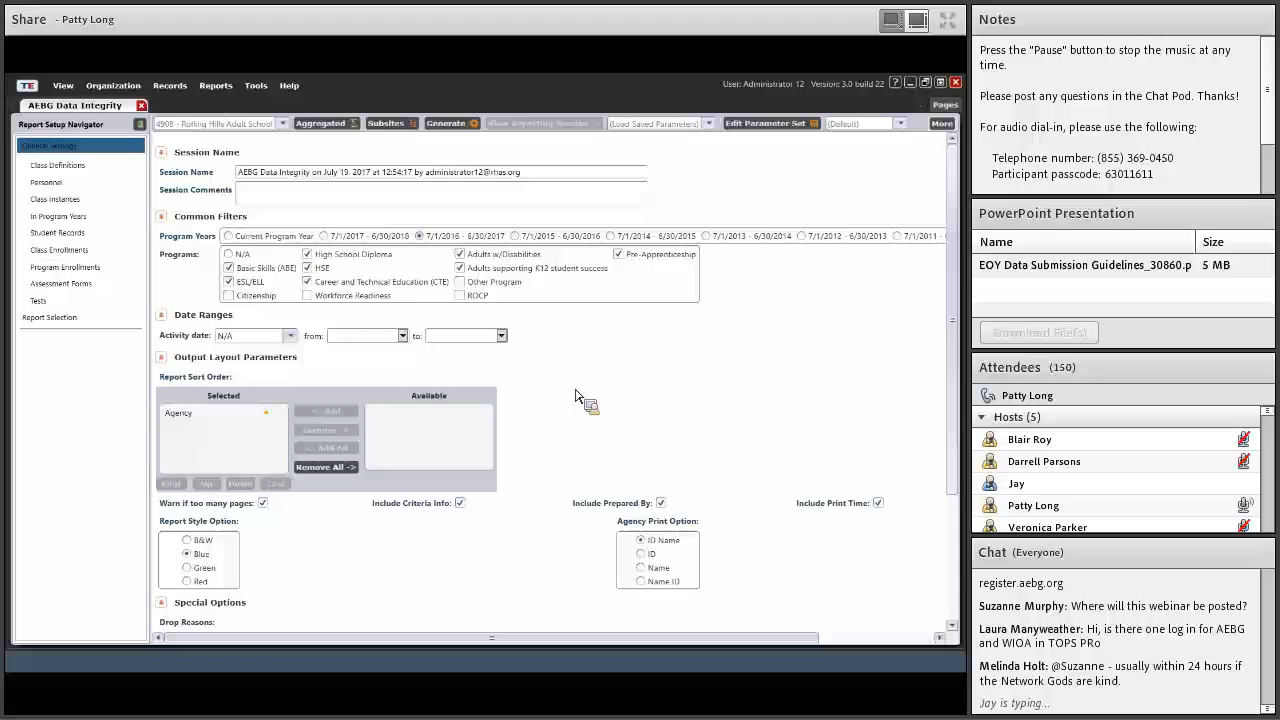 Share - Patty Long
TE View Organization Records Reports Tools Help
User: Administrator 12 Version: 3.0 build 22
AEBG Data Integrity
Pages
Report Setup Navigator
4908 - Rolling Hills Adult School Aggregated Subsites Generate View Reporting Session (Load Saved Parameters) Edit Parameter Set (Default) More
General Settings
Class Definitions
Personnel
Class Instances
In Program Years
Student Records
Class Enrollments
Program Enrollments
Assessment Forms
Tests
Report Selection
Session Name
Session Name AEBG Data Integrity on July 19, 2017 at 12:54:17 by administrator12@rhas.org
Session Comments
Common Filters
Program Years Current Program Year 7/1/2017 - 6/30/2018 7/1/2016 - 6/30/2017 7/1/2015 - 6/30/2016 7/1/2014 - 6/30/2015 7/1/2013 - 6/30/2014 7/1/2012 - 6/30/2013 7/1/2011 -
Programs: N/A High School Diploma Adults w/Disabilities Pre-Apprenticeship
Basic Skills (ABE) HSE Adults supporting K12 student success
ESL/ELL Career and Technical Education (CTE) Other Program
Citizenship Workforce Readiness ROCP
Date Ranges
Activity date: N/A from: to:
Output Layout Parameters
Report Sort Order:
Selected Available
Agency
<- Add
Remove ->
<- Add All
Remove All ->
First Up Down Last
Warn if too many pages: Include Criteria Info: Include Prepared By: Include Print Time:
Report Style Option: Agency Print Option:
B&W ID Name
Blue ID
Green Name
Red Name ID
Special Options
Drop Reasons:
Notes
Press the "Pause" button to stop the music at any
time.
Please post any questions in the Chat Pod. Thanks!
For audio dial-in, please use the following:
Telephone number: (855) 369-0450
Participant passcode: 63011611
PowerPoint Presentation
Name Size
EOY Data Submission Guidelines_30860.p 5 MB
Download File(s)
Attendees (150)
Patty Long
Hosts (5)
Blair Roy
Darrell Parsons
Jay
Patty Long
Veronica Parker
Chat (Everyone)
register.aebg.org
Suzanne Murphy: Where will this webinar be posted?
Laura Manyweather: Hi, is there one log in for AEBG
and WIOA in TOPS PRo
Melinda Holt: @Suzanne - usually within 24 hours if
the Network Gods are kind.
Jay is typing...